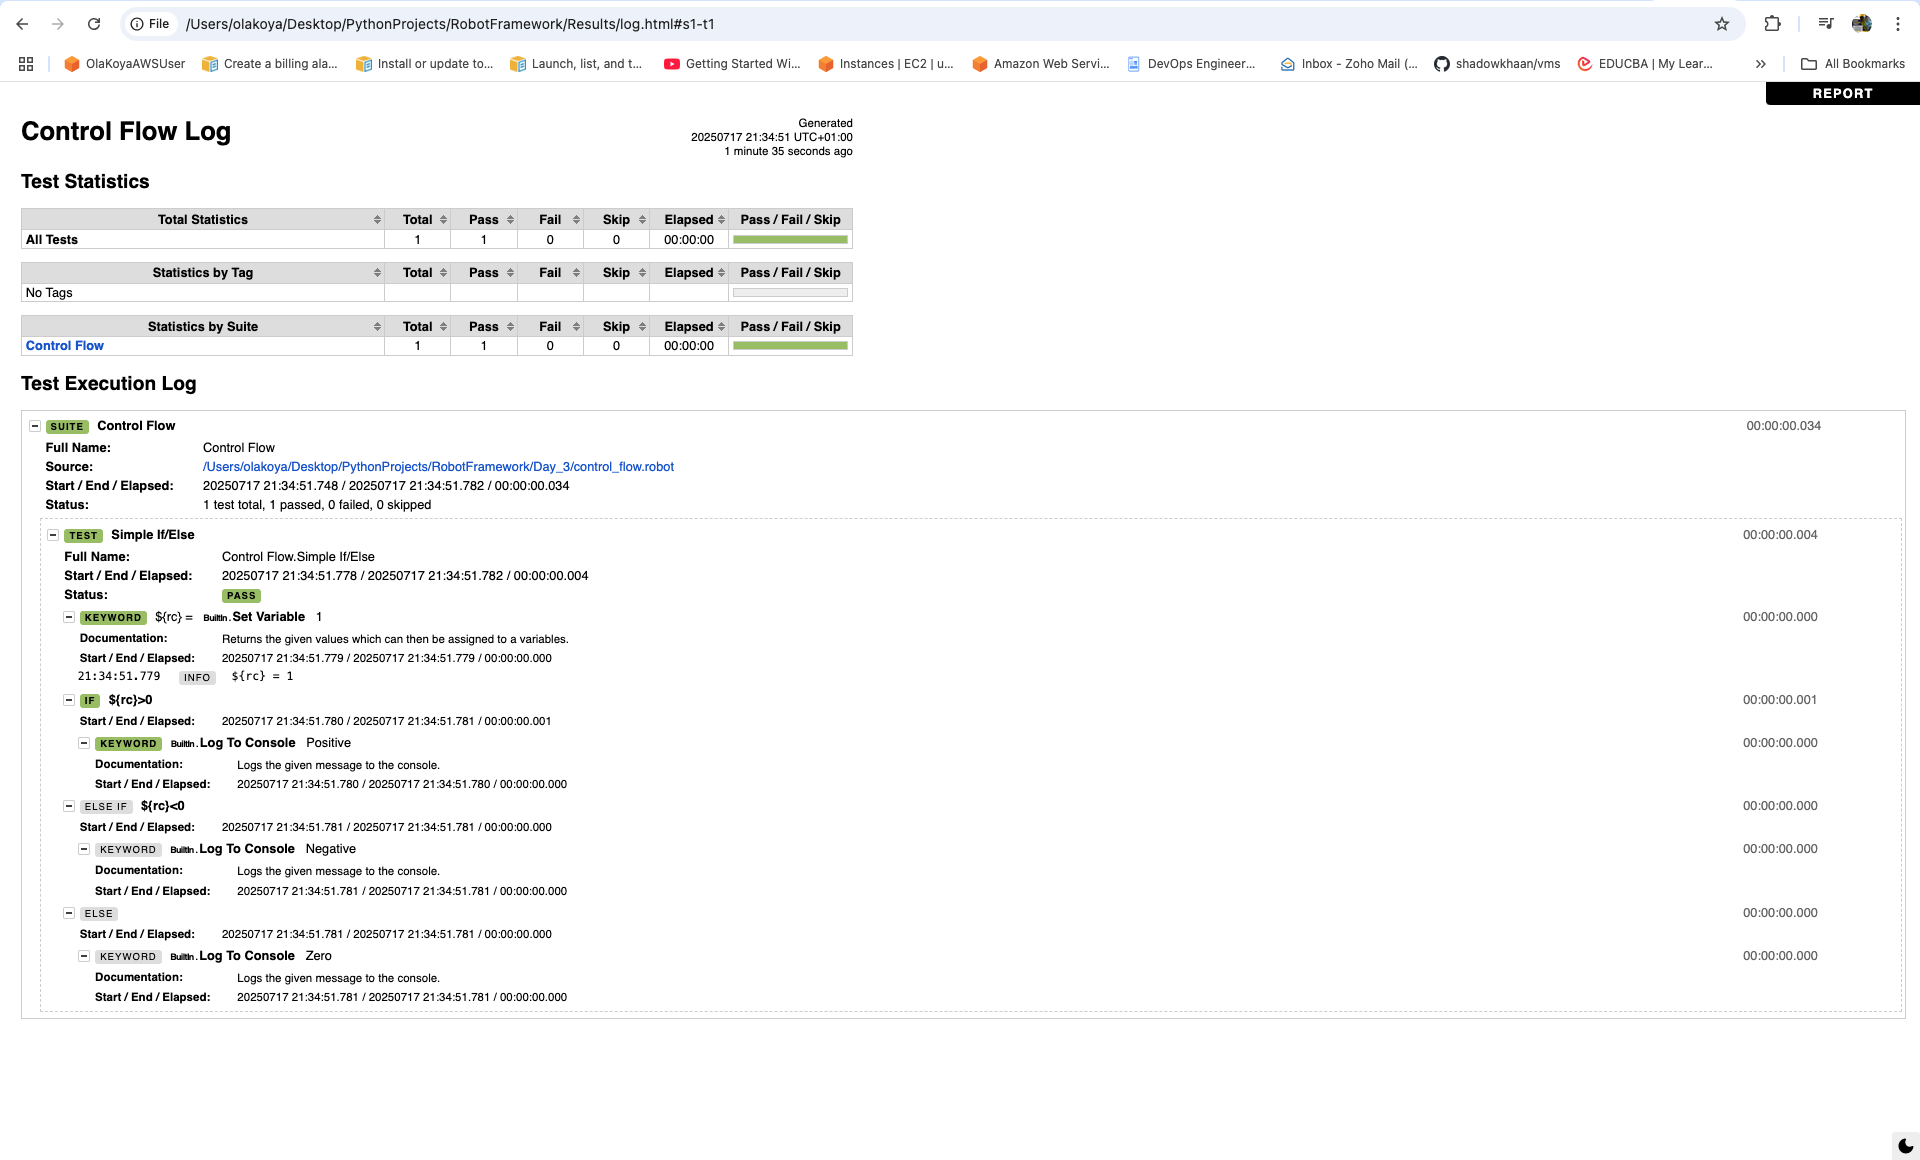 File /Users/olakoya/Desktop/PythonProjects/RobotFramework/Results/log.html#s1-t1
OlaKoyaAWSUser Create a billing ala... Install or update to... Launch, list, and t... Getting Started Wi... Instances | EC2 | u... Amazon Web Servi... DevOps Engineer... Inbox - Zoho Mail (... shadowkhaan/vms EDUCBA | My Lear... » All Bookmarks
REPORT
Control Flow Log
Generated
20250717 21:34:51 UTC+01:00
1 minute 35 seconds ago
Test Statistics
Total Statistics Total Pass Fail Skip Elapsed Pass / Fail / Skip
All Tests 1 1 0 0 00:00:00
Statistics by Tag Total Pass Fail Skip Elapsed Pass / Fail / Skip
No Tags
Statistics by Suite Total Pass Fail Skip Elapsed Pass / Fail / Skip
Control Flow 1 1 0 0 00:00:00
Test Execution Log
SUITE Control Flow 00:00:00.034
Full Name: Control Flow
Source: /Users/olakoya/Desktop/PythonProjects/RobotFramework/Day_3/control_flow.robot
Start / End / Elapsed: 20250717 21:34:51.748 / 20250717 21:34:51.782 / 00:00:00.034
Status: 1 test total, 1 passed, 0 failed, 0 skipped
TEST Simple If/Else 00:00:00.004
Full Name: Control Flow.Simple If/Else
Start / End / Elapsed: 20250717 21:34:51.778 / 20250717 21:34:51.782 / 00:00:00.004
Status: PASS
KEYWORD ${rc} = BuiltIn.Set Variable 1 00:00:00.000
Documentation: Returns the given values which can then be assigned to a variables.
Start / End / Elapsed: 20250717 21:34:51.779 / 20250717 21:34:51.779 / 00:00:00.000
21:34:51.779 INFO ${rc} = 1
IF ${rc}>0 00:00:00.001
Start / End / Elapsed: 20250717 21:34:51.780 / 20250717 21:34:51.781 / 00:00:00.001
KEYWORD BuiltIn.Log To Console Positive 00:00:00.000
Documentation: Logs the given message to the console.
Start / End / Elapsed: 20250717 21:34:51.780 / 20250717 21:34:51.780 / 00:00:00.000
ELSE IF ${rc}<0 00:00:00.000
Start / End / Elapsed: 20250717 21:34:51.781 / 20250717 21:34:51.781 / 00:00:00.000
KEYWORD BuiltIn.Log To Console Negative 00:00:00.000
Documentation: Logs the given message to the console.
Start / End / Elapsed: 20250717 21:34:51.781 / 20250717 21:34:51.781 / 00:00:00.000
ELSE 00:00:00.000
Start / End / Elapsed: 20250717 21:34:51.781 / 20250717 21:34:51.781 / 00:00:00.000
KEYWORD BuiltIn.Log To Console Zero 00:00:00.000
Documentation: Logs the given message to the console.
Start / End / Elapsed: 20250717 21:34:51.781 / 20250717 21:34:51.781 / 00:00:00.000